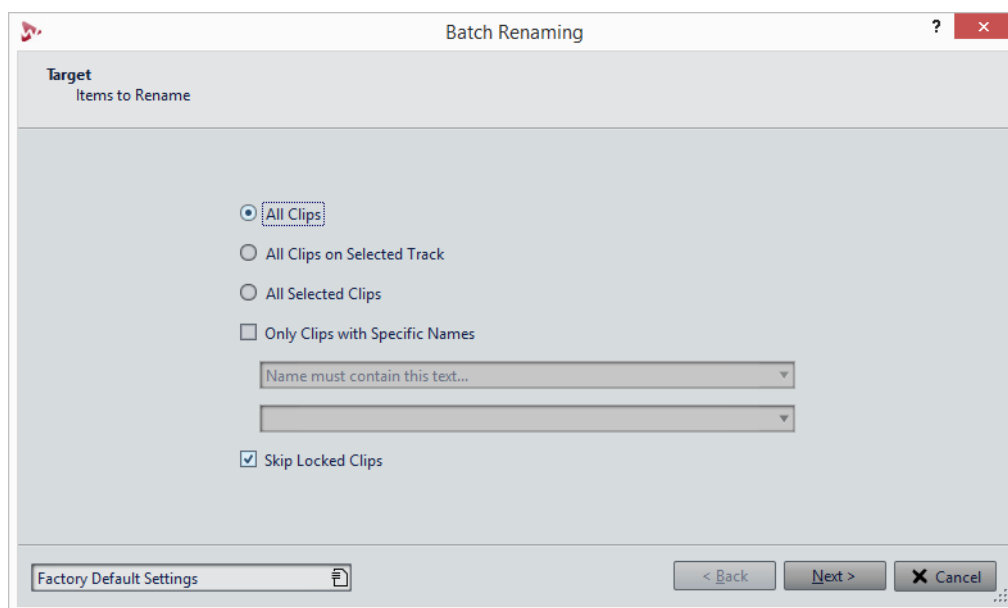 Batch Renaming
?
Target
Items to Rename
All Clips
All Clips on Selected Track
All Selected Clips
Only Clips with Specific Names
Name must contain this text...
Skip Locked Clips
Factory Default Settings
< Back
Next >
Cancel